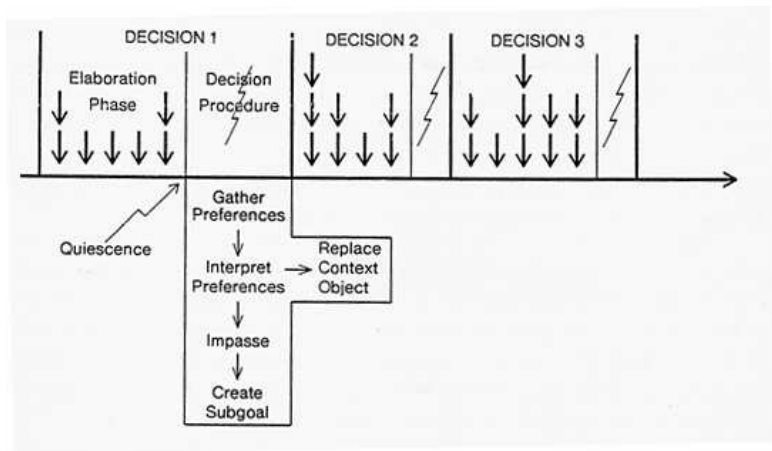 DECISION 1
DECISION 2
DECISION 3
Elaboration
Phase
Decision
Procedure
Quiescence
Gather
Preferences
Interpret
Preferences
Replace
Context
Object
Impasse
Create
Subgoal